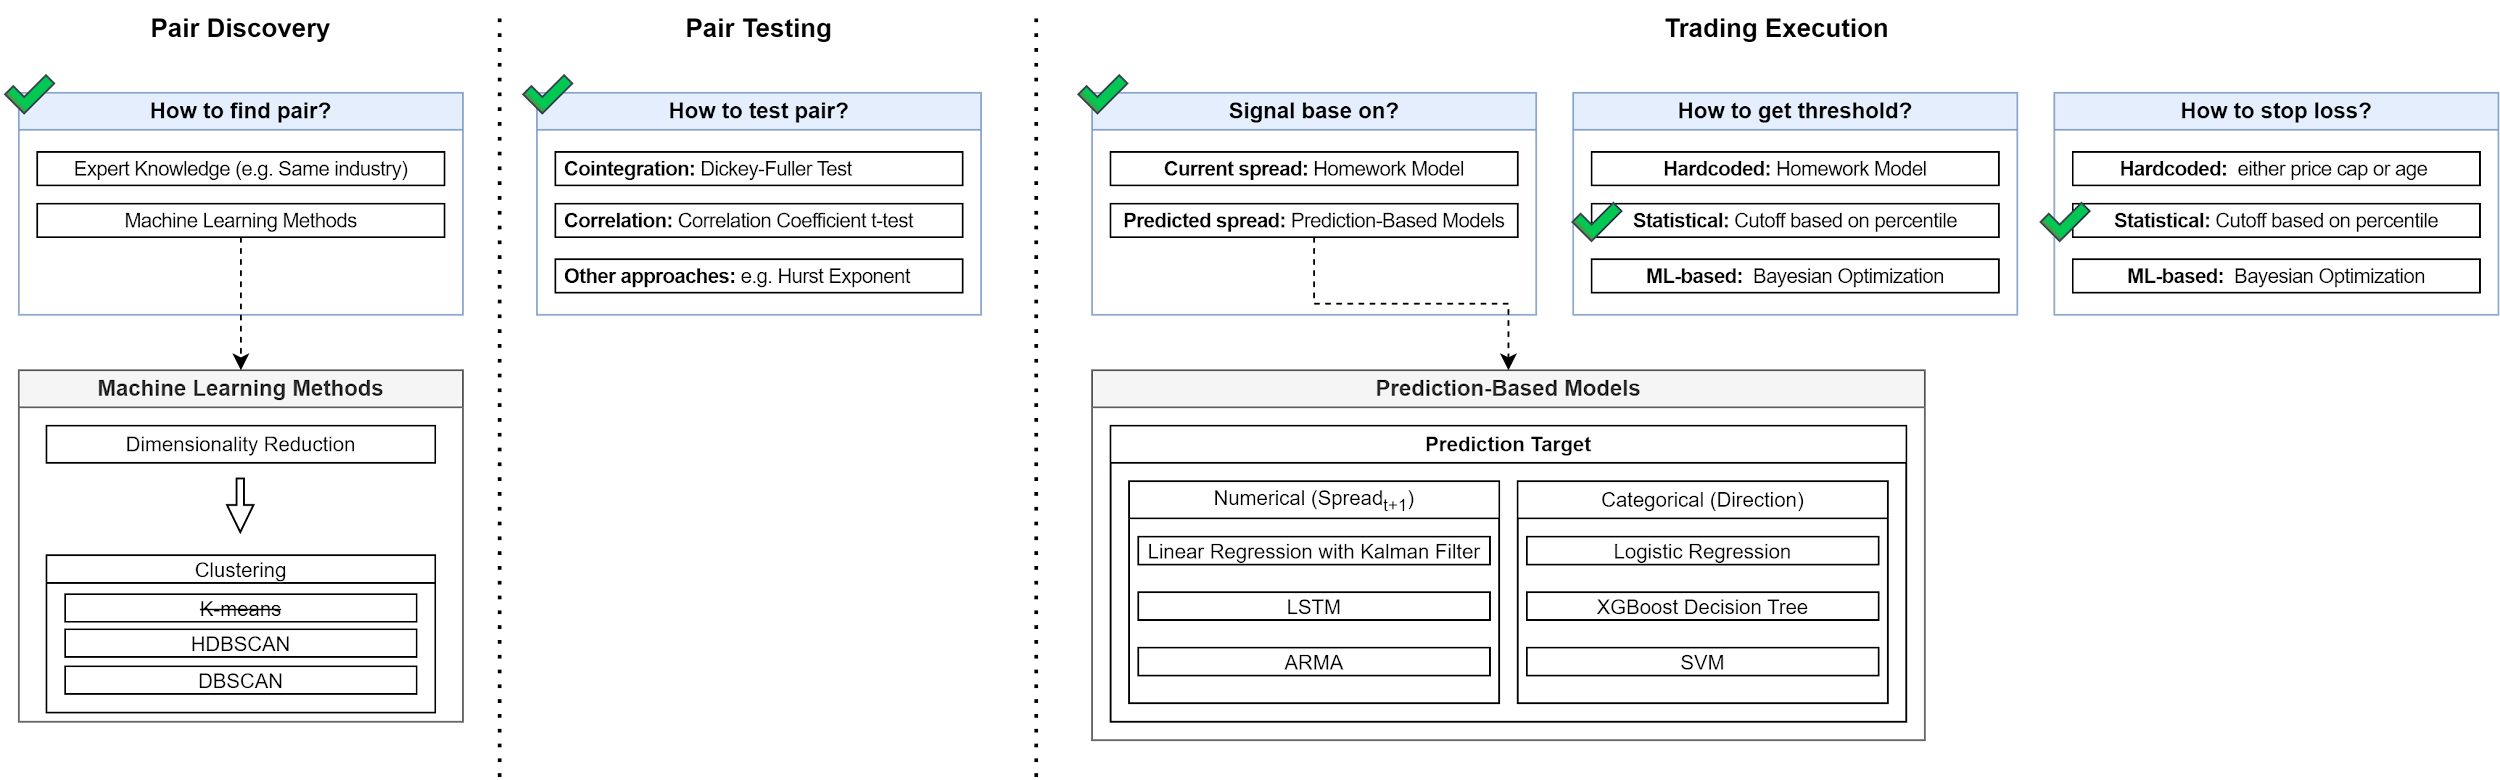 Pair Discovery
How to find pair?
Expert Knowledge (e.g. Same industry)
Machine Learning Methods
Machine Learning Methods
Dimensionality Reduction
Clustering
K-means
HDBSCAN
DBSCAN
Pair Testing
How to test pair?
Cointegration: Dickey-Fuller Test
Correlation: Correlation Coefficient t-test
Other approaches: e.g. Hurst Exponent
Trading Execution
Signal base on?
Current spread: Homework Model
Predicted spread: Prediction-Based Models
How to get threshold?
Hardcoded: Homework Model
Statistical: Cutoff based on percentile
ML-based: Bayesian Optimization
How to stop loss?
Hardcoded: either price cap or age
Statistical: Cutoff based on percentile
ML-based: Bayesian Optimization
Prediction-Based Models
Prediction Target
Numerical (Spreadt+1)
Linear Regression with Kalman Filter
LSTM
ARMA
Categorical (Direction)
Logistic Regression
XGBoost Decision Tree
SVM